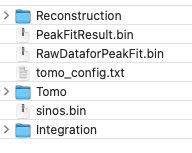 Reconstruction
PeakFitResult.bin
RawDataforPeakFit.bin
tomo_config.txt
Tomo
sinos.bin
Integration